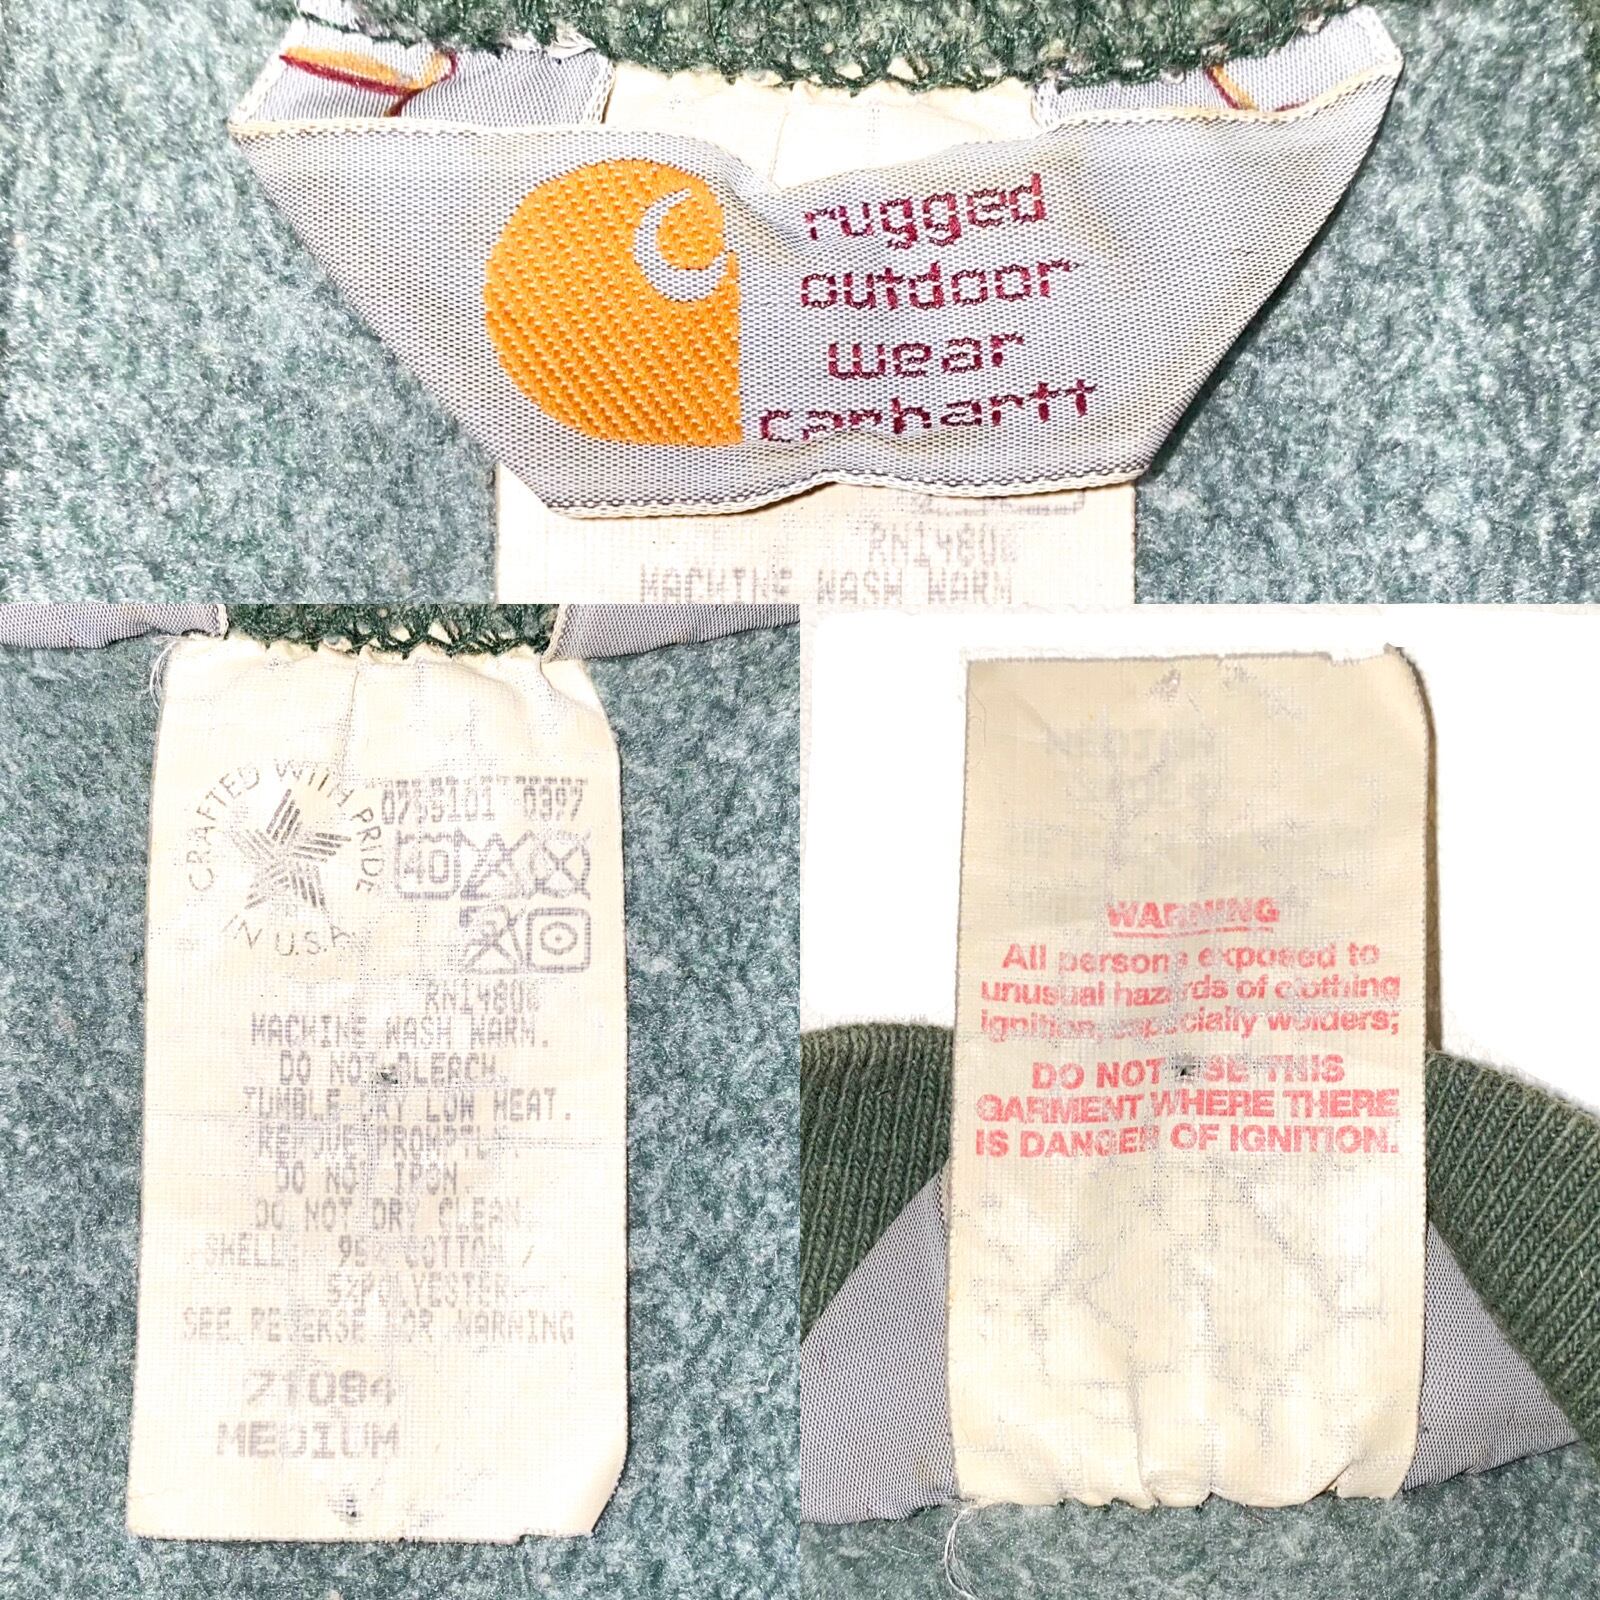 rugged
outdoor
wear
carhartt
RN14806
MACHINE WASH WARM
CRAFTED WITH PRIDE
IN U.S.A.
0755101 0397
40
RN14806
MACHINE WASH WARM.
DO NOT BLEACH.
TUMBLE DRY LOW HEAT.
REMOVE PROMPTLY.
DO NOT IRON.
DO NOT DRY CLEAN.
SHELL: 95% COTTON /
5%POLYESTER
SEE REVERSE FOR WARNING
71084
MEDIUM
WARNING
All persons exposed to
unusual hazards of clothing
ignition, especially welders;
DO NOT USE THIS
GARMENT WHERE THERE
IS DANGER OF IGNITION.